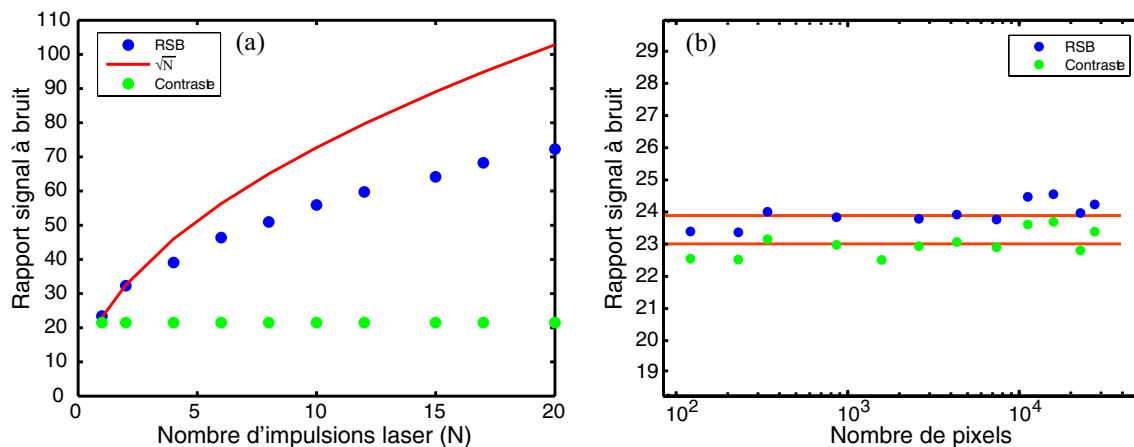 110
100
90
80
70
60
50
40
30
20
10
0
Rapport signal à bruit
(a)
RSB
√N
Contraste
0
5
10
15
20
Nombre d'impulsions laser (N)
29
28
27
26
25
24
23
22
21
20
19
Rapport signal à bruit
(b)
RSB
Contraste
10²
10³
10⁴
Nombre de pixels